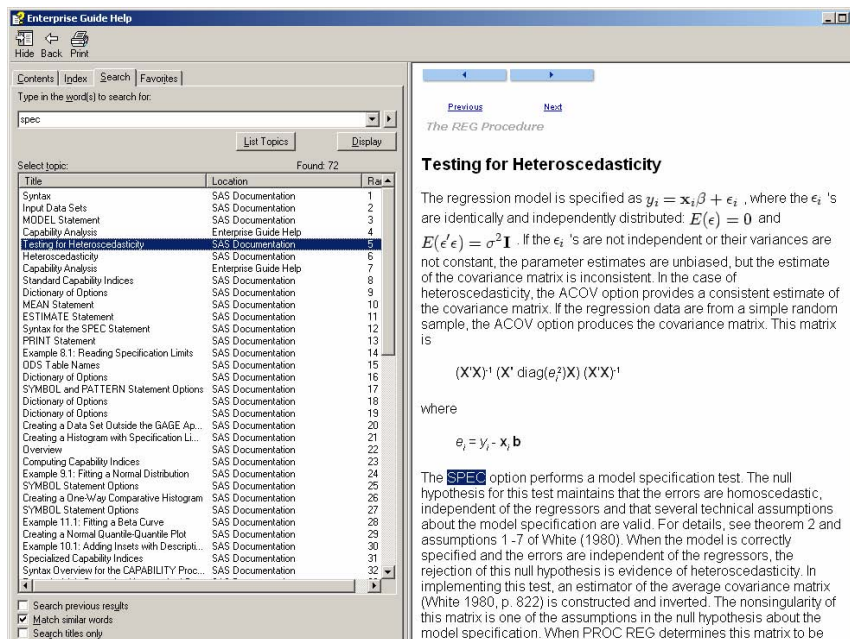 Enterprise Guide Help
Hide Back Print
Contents Index Search Favorites
Type in the word(s) to search for:
spec
List Topics Display
Select topic: Found: 72
Title Location Ra
Syntax SAS Documentation 1
Input Data Sets SAS Documentation 2
MODEL Statement SAS Documentation 3
Capability Analysis Enterprise Guide Help 4
Testing for Heteroscedasticity SAS Documentation 5
Heteroscedasticity SAS Documentation 6
Capability Analysis Enterprise Guide Help 7
Standard Capability Indices SAS Documentation 8
Dictionary of Options SAS Documentation 9
MEAN Statement SAS Documentation 10
ESTIMATE Statement SAS Documentation 11
Syntax for the SPEC Statement SAS Documentation 12
PRINT Statement SAS Documentation 13
Example 8.1: Reading Specification Limits SAS Documentation 14
ODS Table Names SAS Documentation 15
Dictionary of Options SAS Documentation 16
SYMBOL and PATTERN Statement Options SAS Documentation 17
Dictionary of Options SAS Documentation 18
Dictionary of Options SAS Documentation 19
Creating a Data Set Outside the GAGE Ap... SAS Documentation 20
Creating a Histogram with Specification Li... SAS Documentation 21
Overview SAS Documentation 22
Computing Capability Indices SAS Documentation 23
Example 9.1: Fitting a Normal Distribution SAS Documentation 24
SYMBOL Statement Options SAS Documentation 25
Creating a One-Way Comparative Histogram SAS Documentation 26
SYMBOL Statement Options SAS Documentation 27
Example 11.1: Fitting a Beta Curve SAS Documentation 28
Creating a Normal Quantile-Quantile Plot SAS Documentation 29
Example 10.1: Adding Insets with Descripti... SAS Documentation 30
Specialized Capability Indices SAS Documentation 31
Syntax Overview for the CAPABILITY Proc... SAS Documentation 32
Search previous results
Match similar words
Search titles only
Previous Next
The REG Procedure
Testing for Heteroscedasticity
The regression model is specified as yᵢ = xᵢβ + ϵᵢ , where the ϵᵢ 's
are identically and independently distributed: E(ϵ) = 0 and
E(ϵ′ϵ) = σ²I . If the ϵᵢ 's are not independent or their variances are
not constant, the parameter estimates are unbiased, but the estimate
of the covariance matrix is inconsistent. In the case of
heteroscedasticity, the ACOV option provides a consistent estimate of
the covariance matrix. If the regression data are from a simple random
sample, the ACOV option produces the covariance matrix. This matrix
is
(X'X)⁻¹ (X' diag(eᵢ²)X) (X'X)⁻¹
where
eᵢ = yᵢ - xᵢ b
The SPEC option performs a model specification test. The null
hypothesis for this test maintains that the errors are homoscedastic,
independent of the regressors and that several technical assumptions
about the model specification are valid. For details, see theorem 2 and
assumptions 1 -7 of White (1980). When the model is correctly
specified and the errors are independent of the regressors, the
rejection of this null hypothesis is evidence of heteroscedasticity. In
implementing this test, an estimator of the average covariance matrix
(White 1980, p. 822) is constructed and inverted. The nonsingularity of
this matrix is one of the assumptions in the null hypothesis about the
model specification. When PROC REG determines this matrix to be